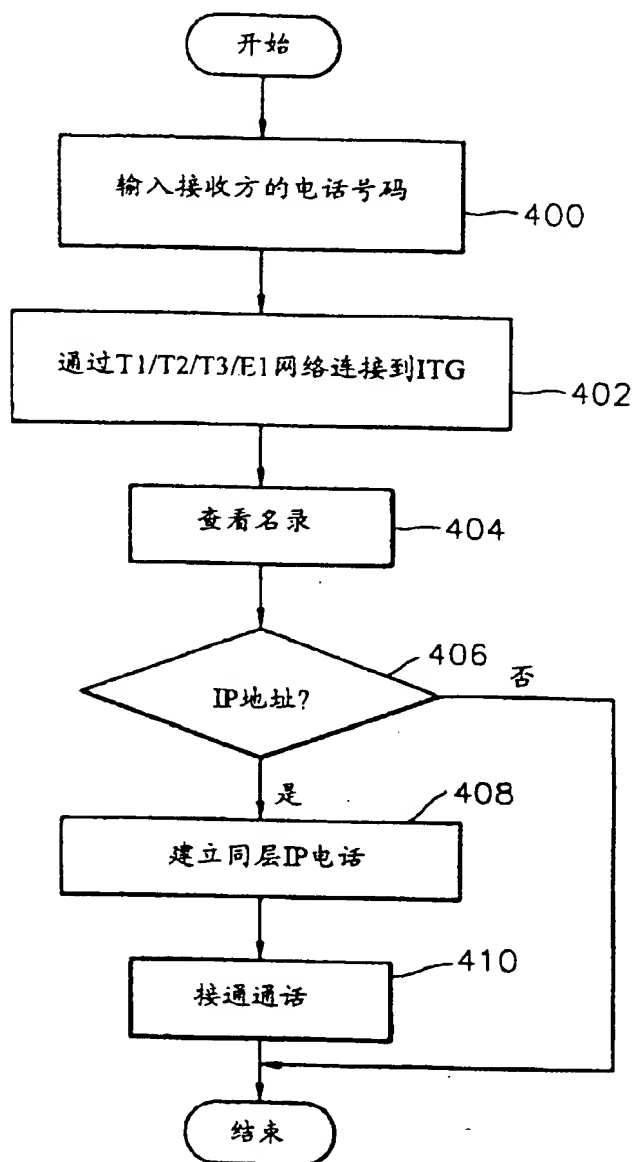 开始
输入接收方的电话号码
400
通过T1/T2/T3/E1网络连接到ITG
402
查看名录
404
406
IP地址?
否
是
408
建立同层IP电话
410
接通通话
结束